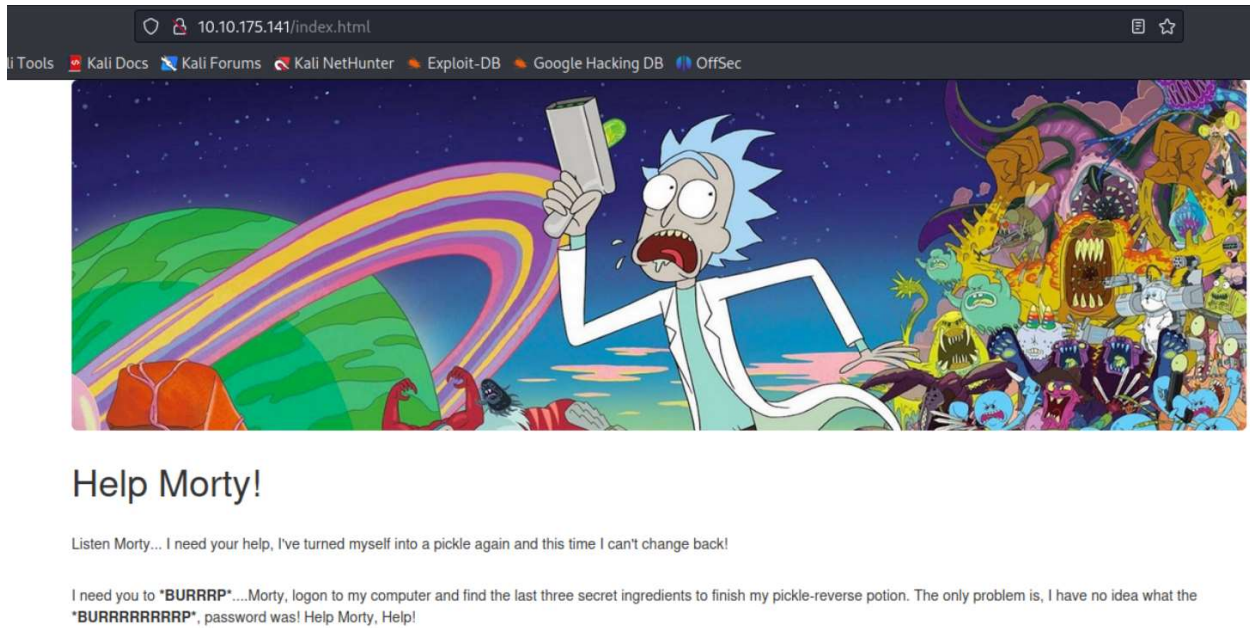 10.10.175.141/index.html
li Tools Kali Docs Kali Forums Kali NetHunter Exploit-DB Google Hacking DB OffSec
Help Morty!
Listen Morty... I need your help, I've turned myself into a pickle again and this time I can't change back!
I need you to *BURRRP*....Morty, logon to my computer and find the last three secret ingredients to finish my pickle-reverse potion. The only problem is, I have no idea what the
*BURRRRRRRRP*, password was! Help Morty, Help!